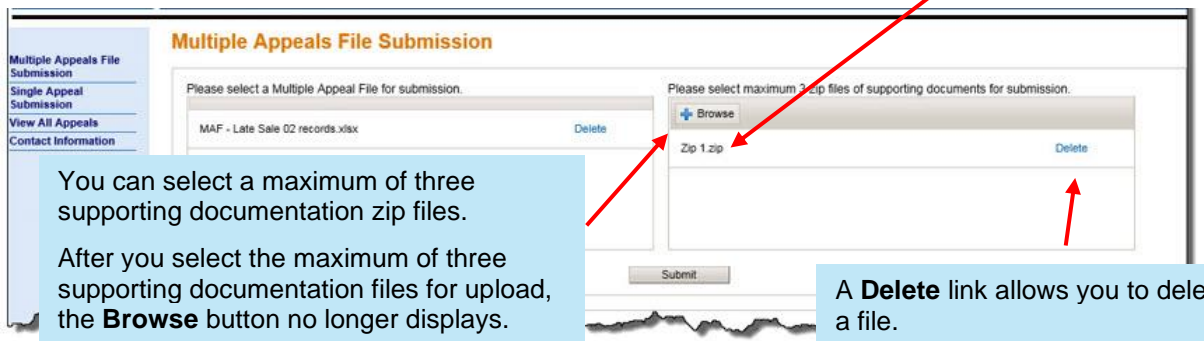 Multiple Appeals File Submission
Multiple Appeals File
Submission
Single Appeal
Submission
View All Appeals
Contact Information
Please select a Multiple Appeal File for submission.
MAF - Late Sale 02 records.xlsx Delete
Please select maximum 3 zip files of supporting documents for submission.
Browse
Zip 1.zip Delete
You can select a maximum of three
supporting documentation zip files.
After you select the maximum of three
supporting documentation files for upload,
the Browse button no longer displays.
Submit
A Delete link allows you to dele
a file.